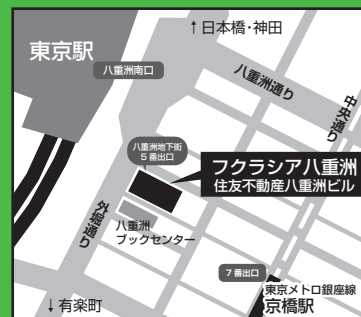 ↑日本橋・神田
東京駅
八重洲南口
八重洲通り
中央通り
八重洲地下街
5番出口
フクラシア八重洲
住友不動産八重洲ビル
外堀通り
八重洲
ブックセンター
7番出口
東京メトロ銀座線
京橋駅
↓有楽町